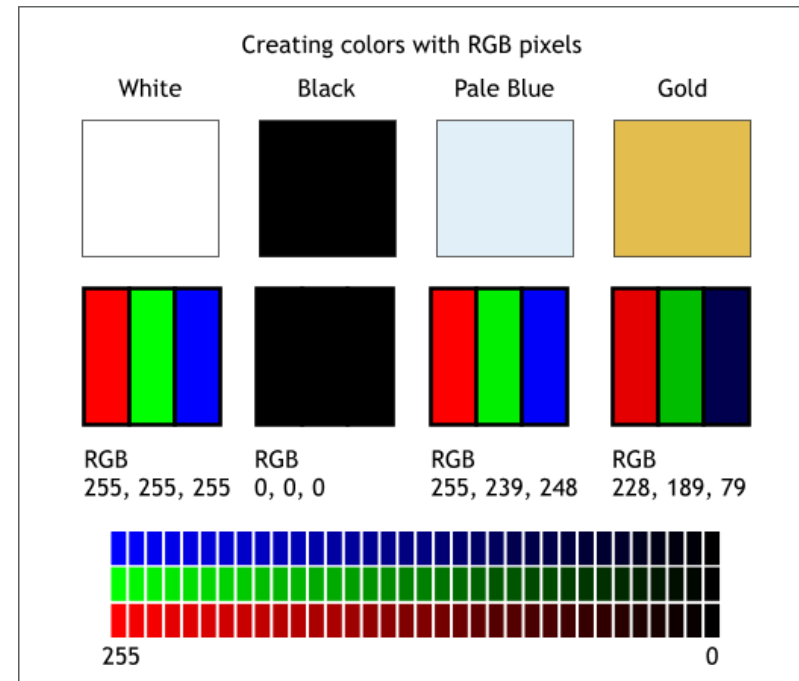 Creating colors with RGB pixels
White Black Pale Blue Gold
RGB RGB RGB RGB
255, 255, 255 0, 0, 0 255, 239, 248 228, 189, 79
255 0